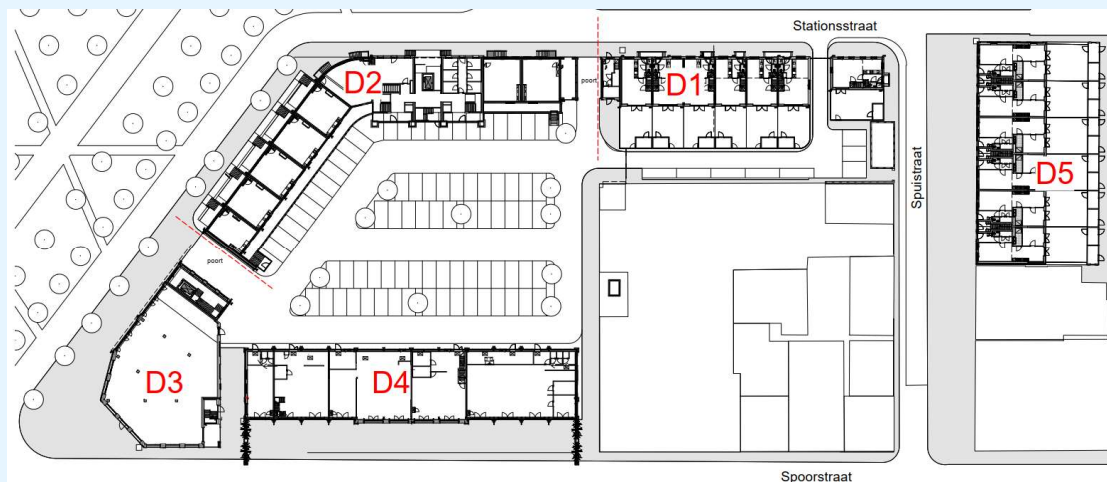 Stationsstraat
D2
poort
D1
Spuistraat
D5
poort
D3
D4
Spoorstraat